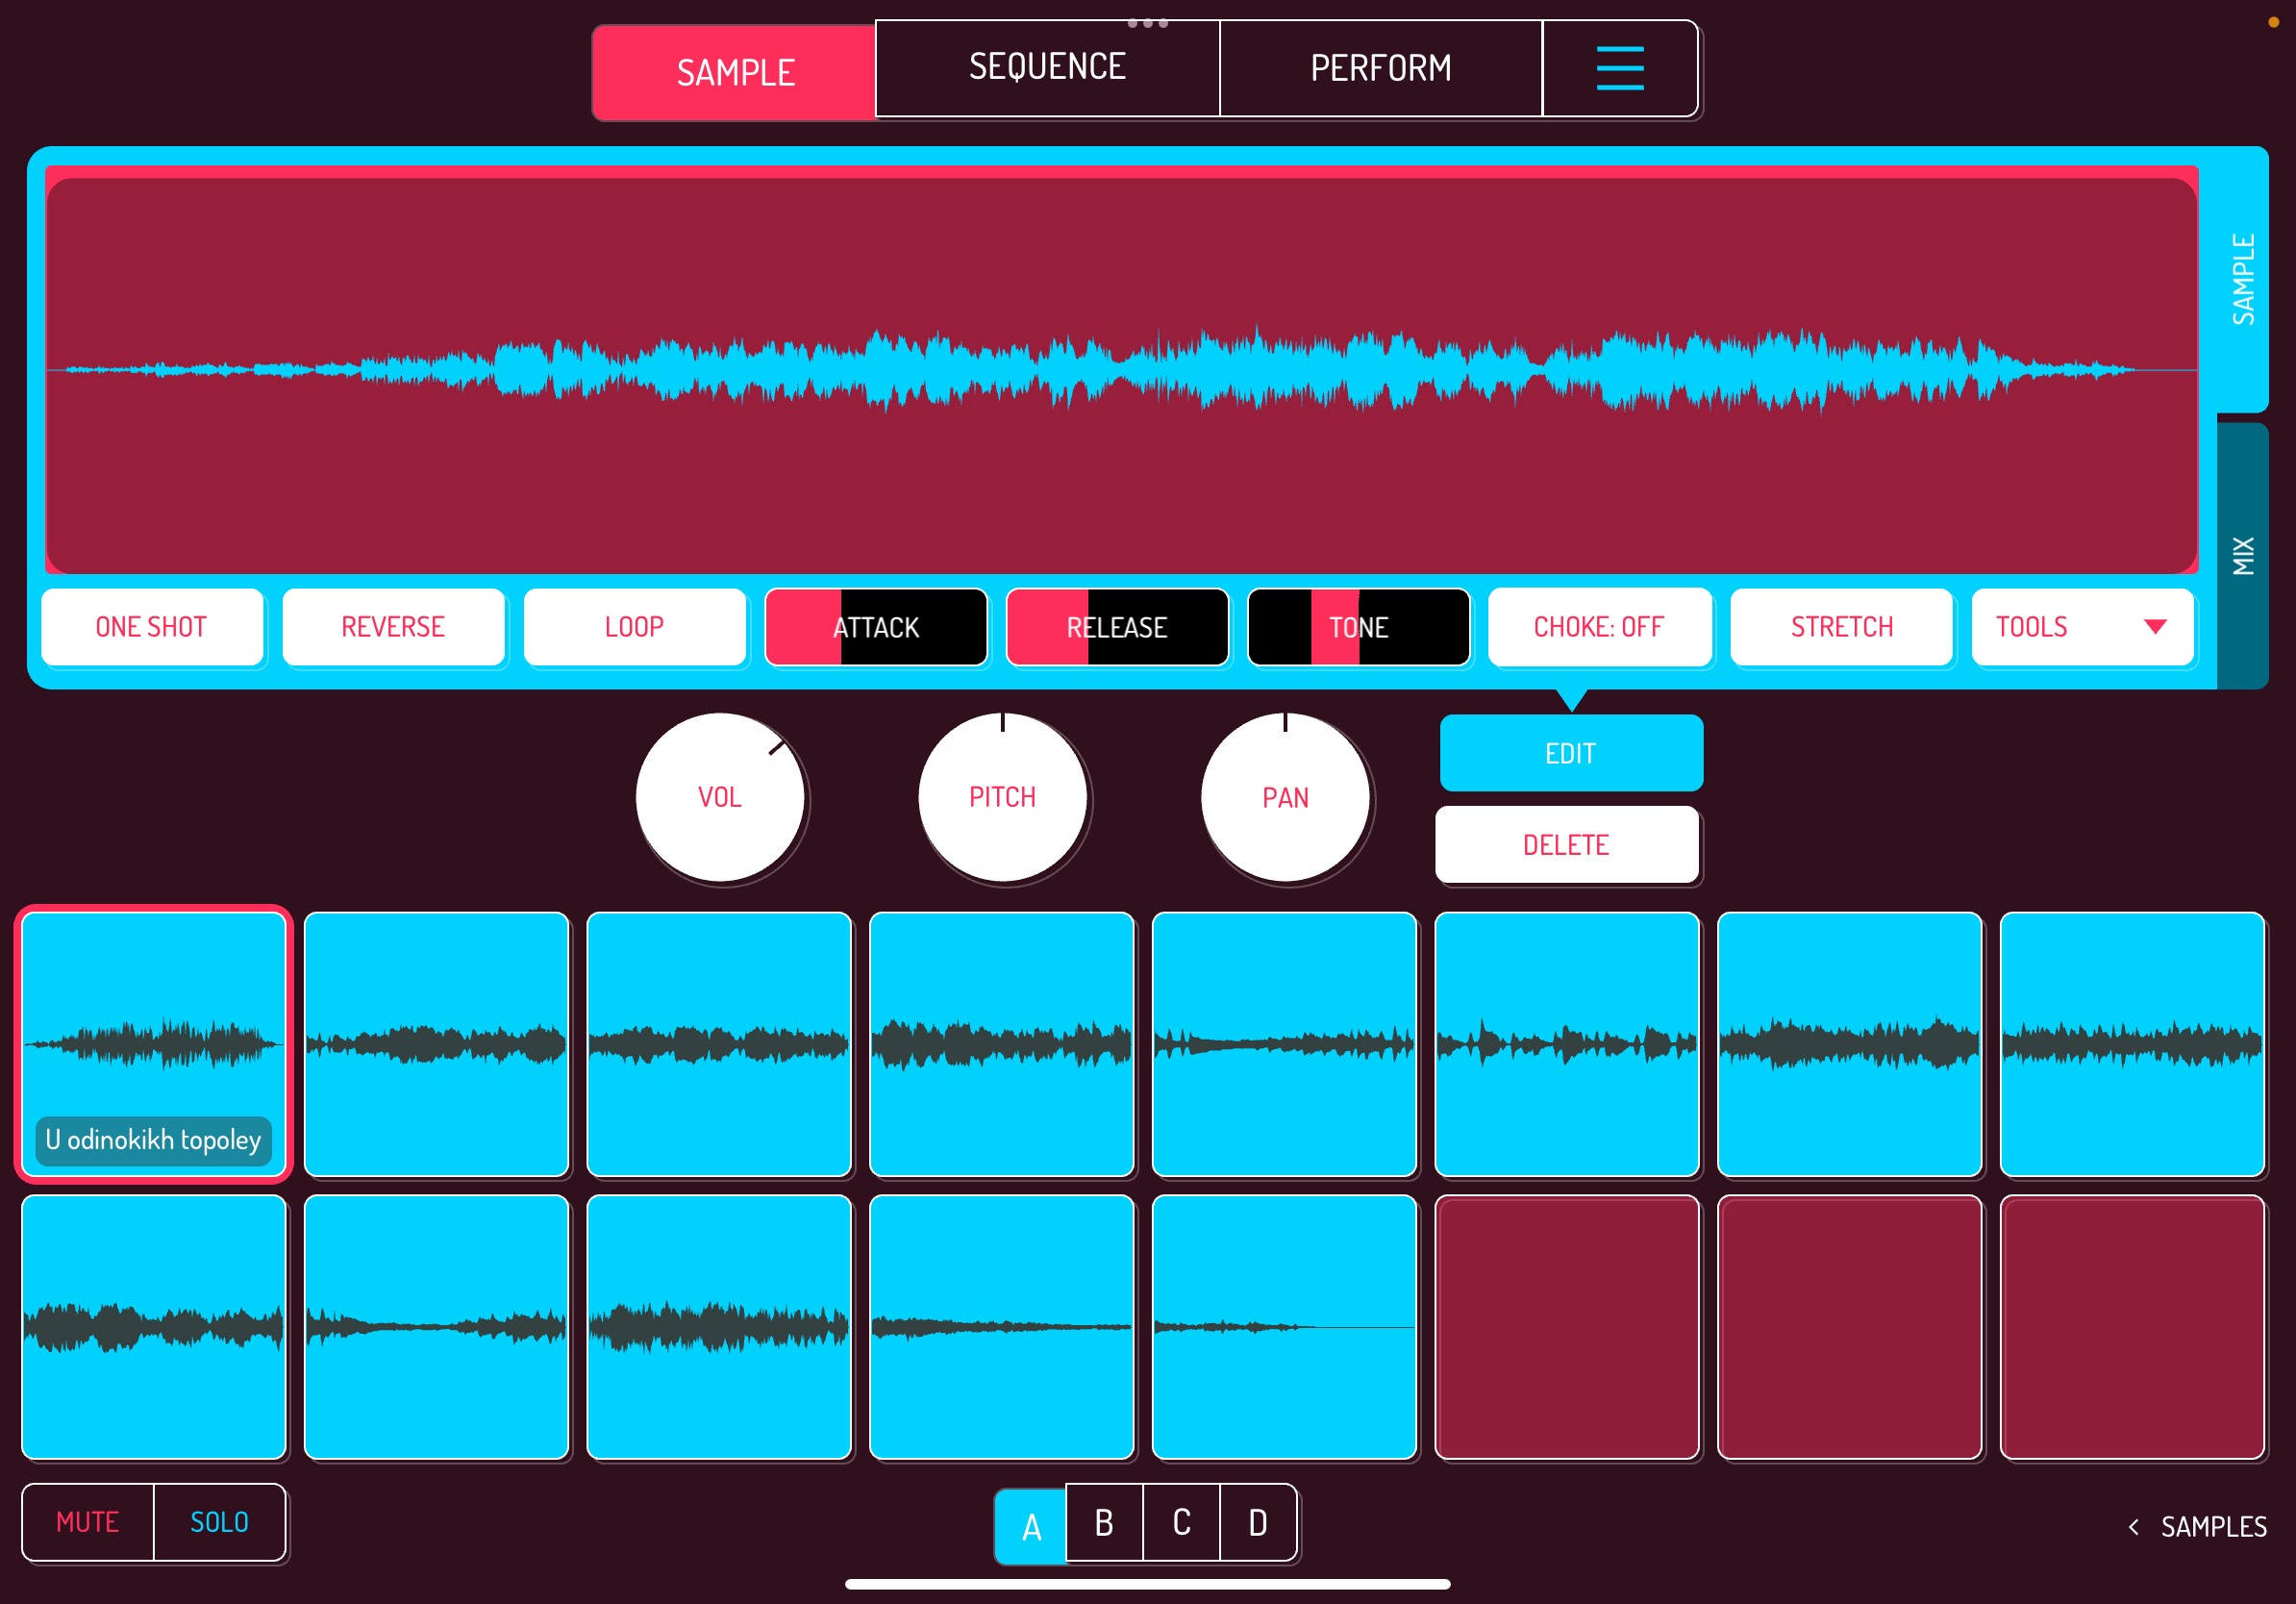 SAMPLE
SEQUENCE
PERFORM
SAMPLE
MIX
ONE SHOT
REVERSE
LOOP
ATTACK
RELEASE
TONE
CHOKE: OFF
STRETCH
TOOLS
VOL
PITCH
PAN
EDIT
DELETE
U odinokikh topoley
MUTE
SOLO
A
B
C
D
< SAMPLES